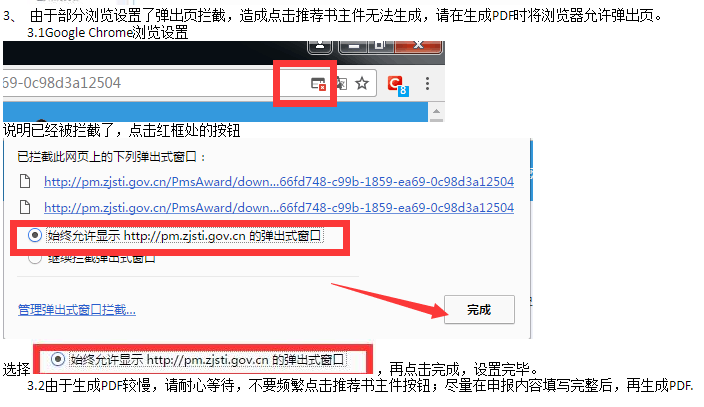 3、 由于部分浏览设置了弹出页拦截，造成点击推荐书主件无法生成，请在生成PDF时将浏览器允许弹出页。
3.1Google Chrome浏览设置
69-0c98d3a12504
8
说明已经被拦截了，点击红框处的按钮
已拦截此网页上的下列弹出式窗口：
http://pm.zjsti.gov.cn/PmsAward/down...66fd748-c99b-1859-ea69-0c98d3a12504
http://pm.zjsti.gov.cn/PmsAward/down...66fd748-c99b-1859-ea69-0c98d3a12504
始终允许显示 http://pm.zjsti.gov.cn 的弹出式窗口
继续拦截弹出式窗口
管理弹出式窗口拦截...
完成
选择 始终允许显示 http://pm.zjsti.gov.cn 的弹出式窗口 ，再点击完成，设置完毕。
3.2由于生成PDF较慢，请耐心等待，不要频繁点击推荐书主件按钮；尽量在申报内容填写完整后，再生成PDF.